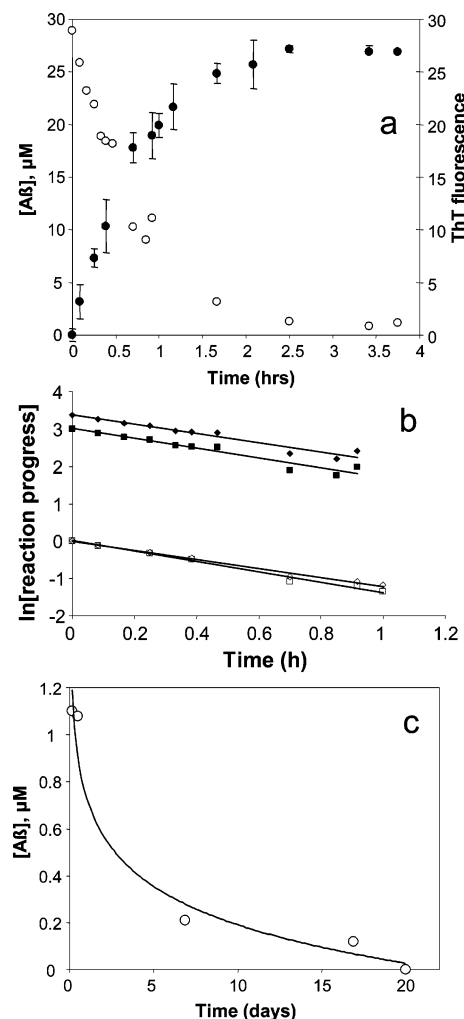 30
25
20
15
10
5
0
[Aß], µM
30
25
20
15
10
5
0
ThT fluorescence
a
0 0.5 1 1.5 2 2.5 3 3.5 4
Time (hrs)
4
3
2
1
0
-1
-2
ln[reaction progress]
b
0 0.2 0.4 0.6 0.8 1 1.2
Time (h)
1.2
1
0.8
0.6
0.4
0.2
0
[Aß], µM
c
0 5 10 15 20
Time (days)